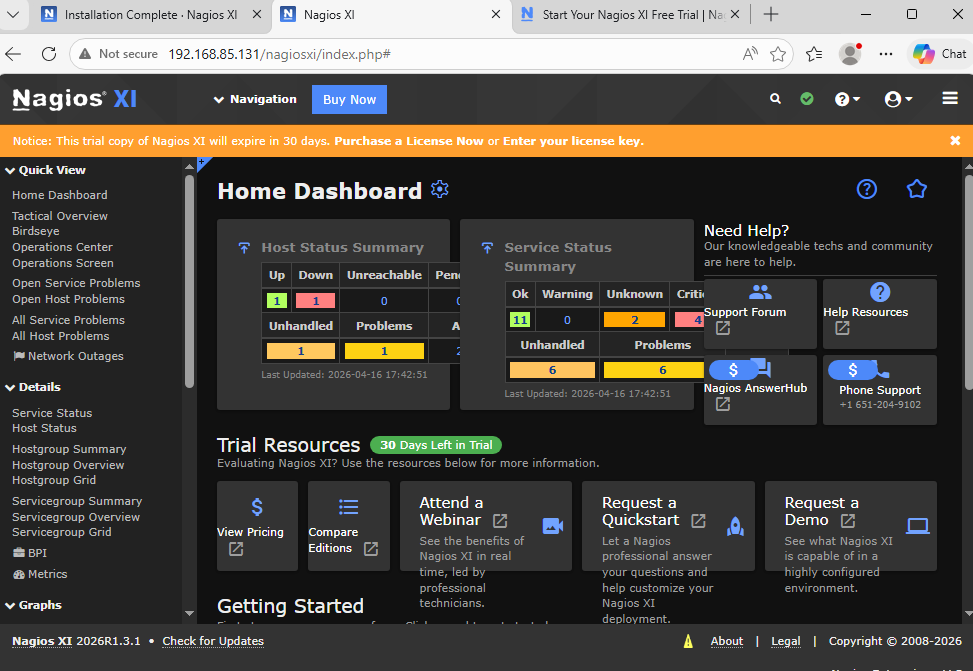 Installation Complete · Nagios XI
Nagios XI
Start Your Nagios XI Free Trial | Na
Not secure
192.168.85.131/nagiosxi/index.php#
Chat
Nagios® XI
Navigation
Buy Now
Notice: This trial copy of Nagios XI will expire in 30 days. Purchase a License Now or Enter your license key.
Quick View
Home Dashboard
Tactical Overview
Birdseye
Operations Center
Operations Screen
Open Service Problems
Open Host Problems
All Service Problems
All Host Problems
Network Outages
Details
Service Status
Host Status
Hostgroup Summary
Hostgroup Overview
Hostgroup Grid
Servicegroup Summary
Servicegroup Overview
Servicegroup Grid
BPI
Metrics
Graphs
Home Dashboard
Host Status Summary
Up Down Unreachable Pen
1 1 0
Unhandled Problems A
1 1 2
Last Updated: 2026-04-16 17:42:51
Service Status
Summary
Ok Warning Unknown Criti
11 0 2 4
Unhandled Problems
6 6
Last Updated: 2026-04-16 17:42:51
Need Help?
Our knowledgeable techs and community
are here to help.
Support Forum
Help Resources
$
Nagios AnswerHub
$
Phone Support
+1 651-204-9102
Trial Resources 30 Days Left in Trial
Evaluating Nagios XI? Use the resources below for more information.
$
View Pricing
Compare
Editions
Attend a
Webinar
See the benefits of
Nagios XI in real
time, led by
professional
technicians.
Request a
Quickstart
Let a Nagios
professional answer
your questions and
help customize your
Nagios XI
deployment.
Request a
Demo
See what Nagios XI
is capable of in a
highly configured
environment.
Getting Started
Nagios XI 2026R1.3.1 • Check for Updates
About | Legal | Copyright © 2008-2026